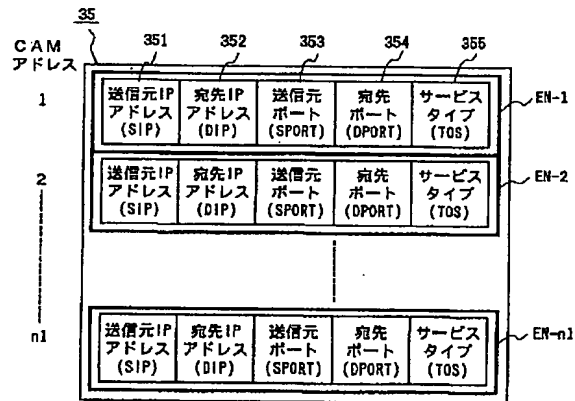 35
CAM
アドレス
351 352 353 354 355
1
送信元IP 宛先IP 送信元 宛先 サービス
アドレス アドレス ポート ポート タイプ
(SIP) (DIP) (SPORT) (DPORT) (TOS)
EN-1
2
送信元IP 宛先IP 送信元 宛先 サービス
アドレス アドレス ポート ポート タイプ
(SIP) (DIP) (SPORT) (DPORT) (TOS)
EN-2
n1
送信元IP 宛先IP 送信元 宛先 サービス
アドレス アドレス ポート ポート タイプ
(SIP) (DIP) (SPORT) (DPORT) (TOS)
EN-n1